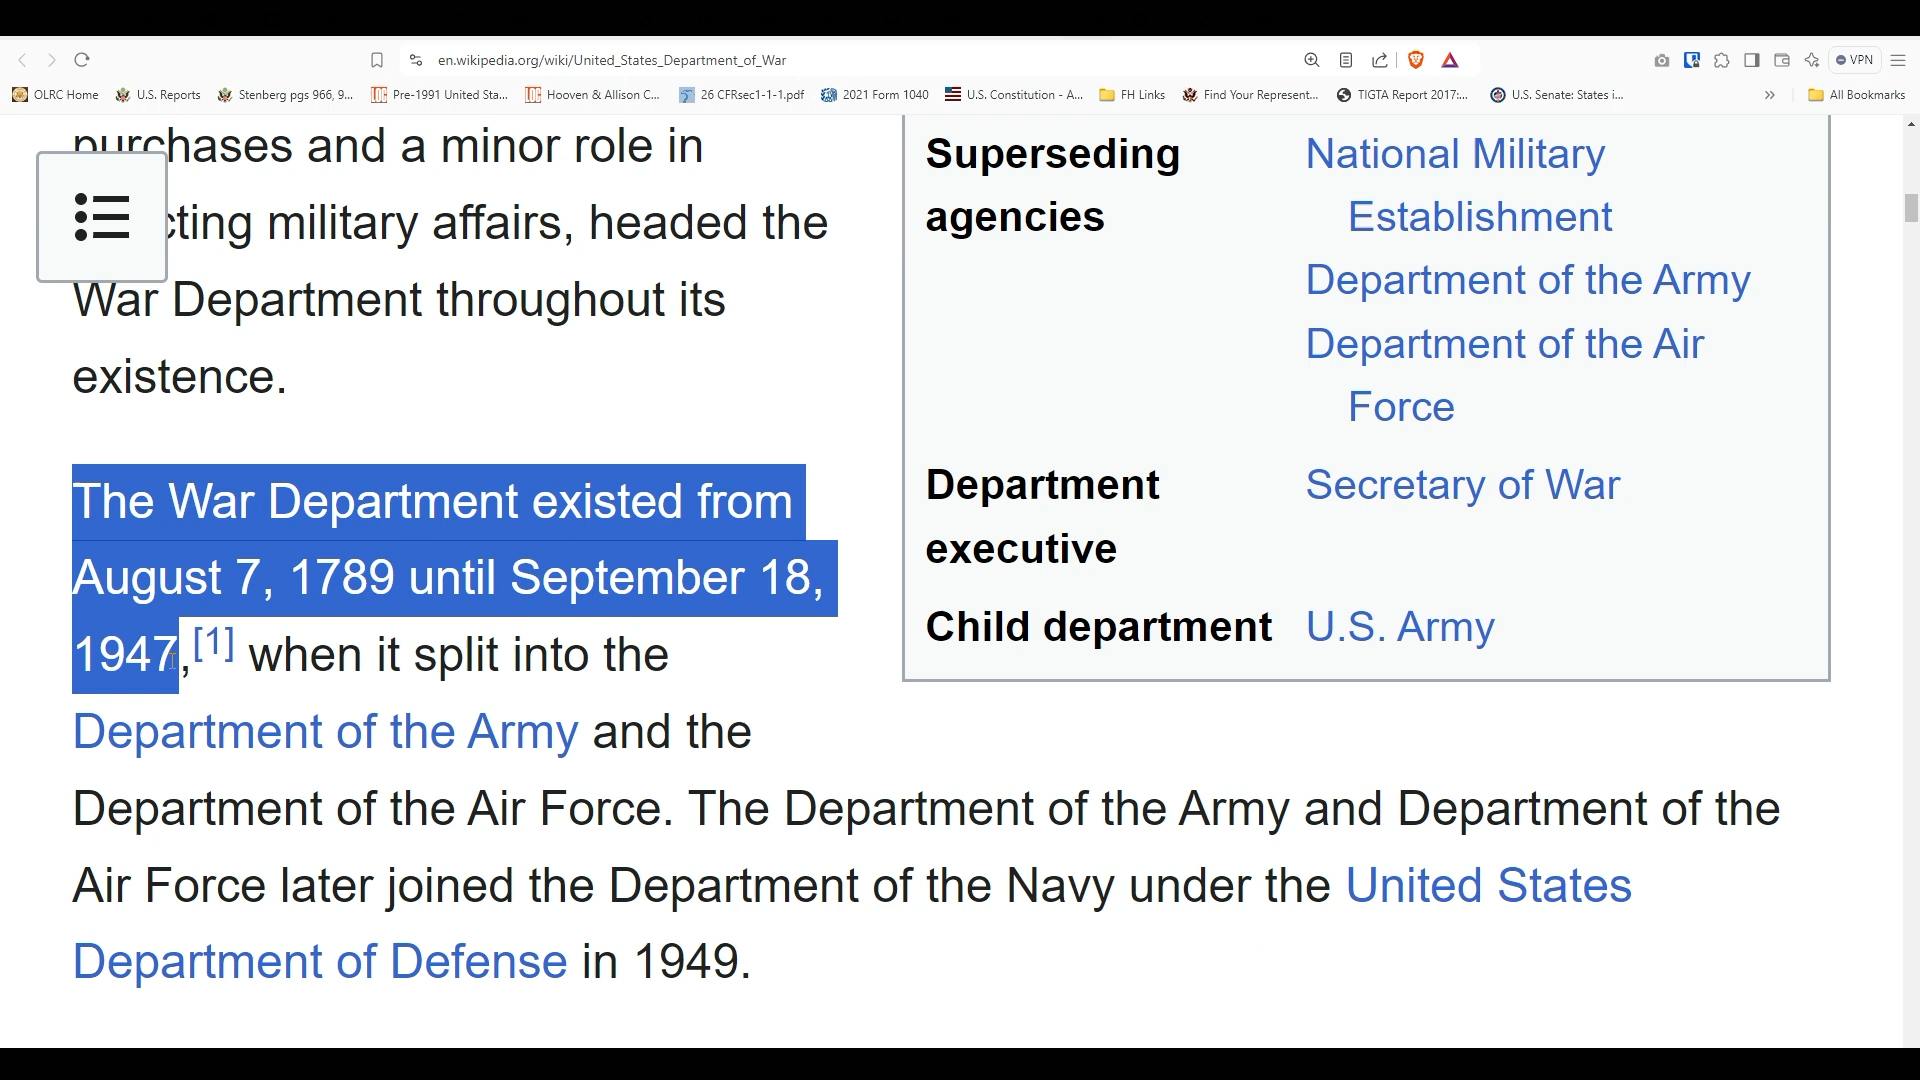 en.wikipedia.org/wiki/United_States_Department_of_War
VPN
OLRC Home
U.S. Reports
Stenberg pgs 966, 9...
Pre-1991 United Sta...
Hooven & Allison C...
26 CFRsec1-1-1.pdf
2021 Form 1040
U.S. Constitution - A...
FH Links
Find Your Represent...
TIGTA Report 2017:...
U.S. Senate: States i...
All Bookmarks
purchases and a minor role in
cting military affairs, headed the
War Department throughout its
existence.
The War Department existed from
August 7, 1789 until September 18,
1947,[1] when it split into the
Department of the Army and the
Department of the Air Force. The Department of the Army and Department of the
Air Force later joined the Department of the Navy under the United States
Department of Defense in 1949.
Superseding
agencies
National Military
Establishment
Department of the Army
Department of the Air
Force
Department
executive
Secretary of War
Child department
U.S. Army